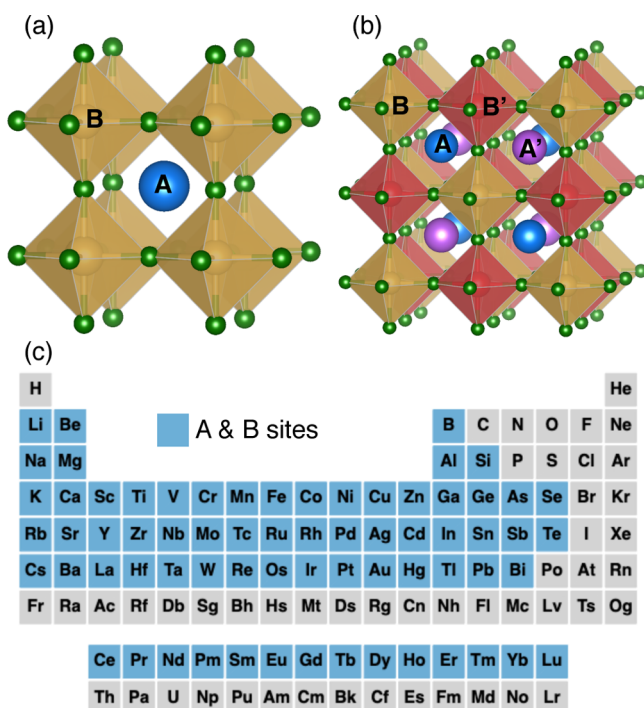 (a)
(b)
B
A
B B'
A A'
(c)
H He
Li Be B C N O F Ne
Na Mg Al Si P S Cl Ar
A & B sites
K Ca Sc Ti V Cr Mn Fe Co Ni Cu Zn Ga Ge As Se Br Kr
Rb Sr Y Zr Nb Mo Tc Ru Rh Pd Ag Cd In Sn Sb Te I Xe
Cs Ba La Hf Ta W Re Os Ir Pt Au Hg Tl Pb Bi Po At Rn
Fr Ra Ac Rf Db Sg Bh Hs Mt Ds Rg Cn Nh Fl Mc Lv Ts Og
Ce Pr Nd Pm Sm Eu Gd Tb Dy Ho Er Tm Yb Lu
Th Pa U Np Pu Am Cm Bk Cf Es Fm Md No Lr